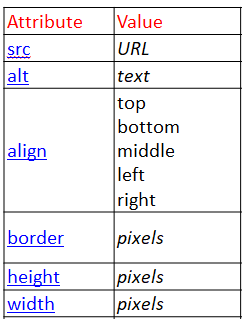 Attribute Value
src URL
alt text
align top
bottom
middle
left
right
border pixels
height pixels
width pixels